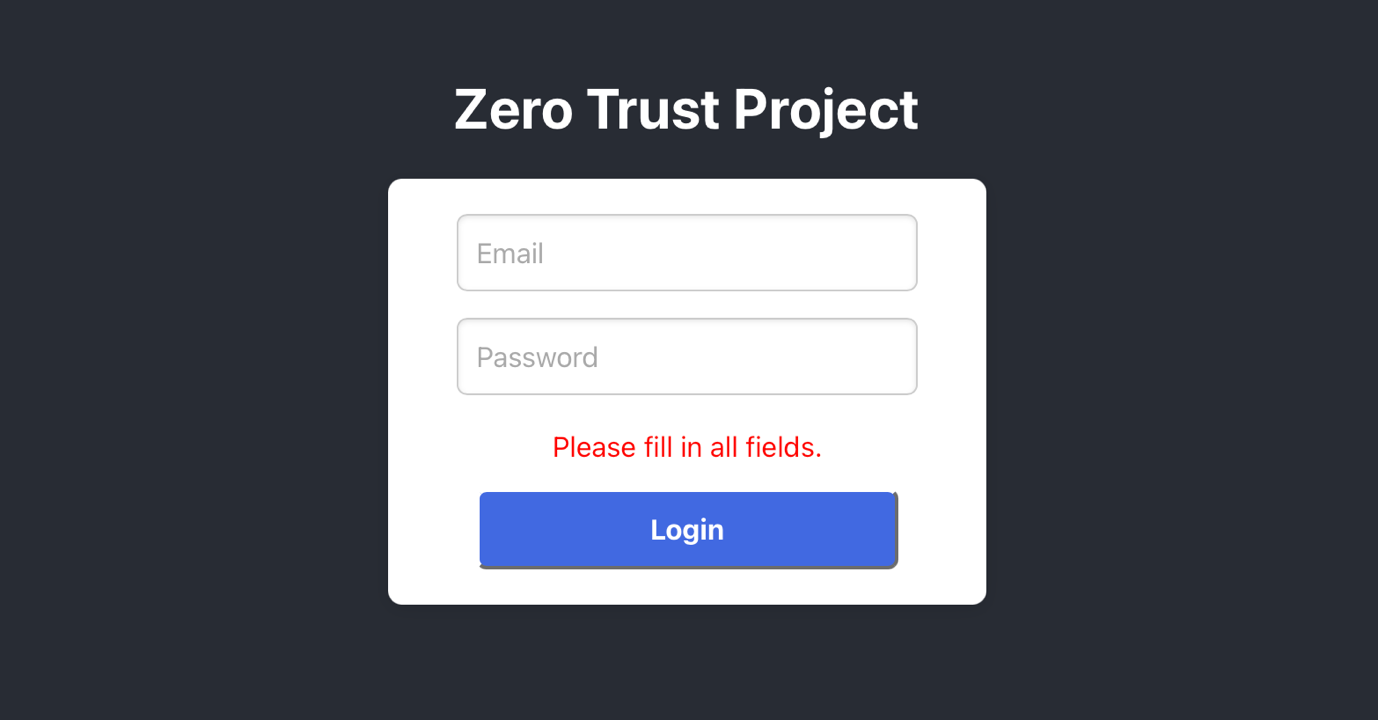 Zero Trust Project
Email
Password
Please fill in all fields.
Login